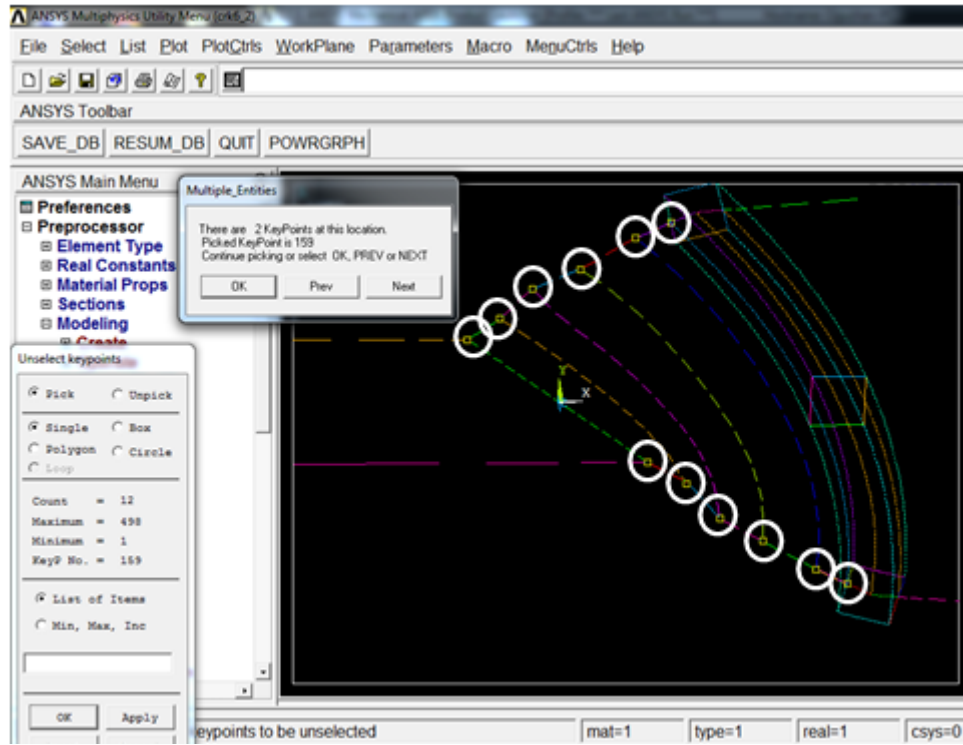 ANSYS Multiphysics Utility Menu (crk6_2)
File Select List Plot PlotCtrls WorkPlane Parameters Macro MenuCtrls Help
ANSYS Toolbar
SAVE_DB RESUM_DB QUIT POWRGRPH
ANSYS Main Menu
Preferences
Preprocessor
Element Type
Real Constants
Material Props
Sections
Modeling
Create
Multiple_Entities
There are 2 KeyPoints at this location.
Picked KeyPoint is 159
Continue picking or select OK, PREV or NEXT
OK Prev Next
Unselect keypoints
Pick Unpick
Single Box
Polygon Circle
Loop
Count = 12
Maximum = 498
Minimum = 1
KeyP No. = 159
List of Items
Min, Max, Inc
OK Apply
Y
X
eypoints to be unselected
mat=1 type=1 real=1 csys=0